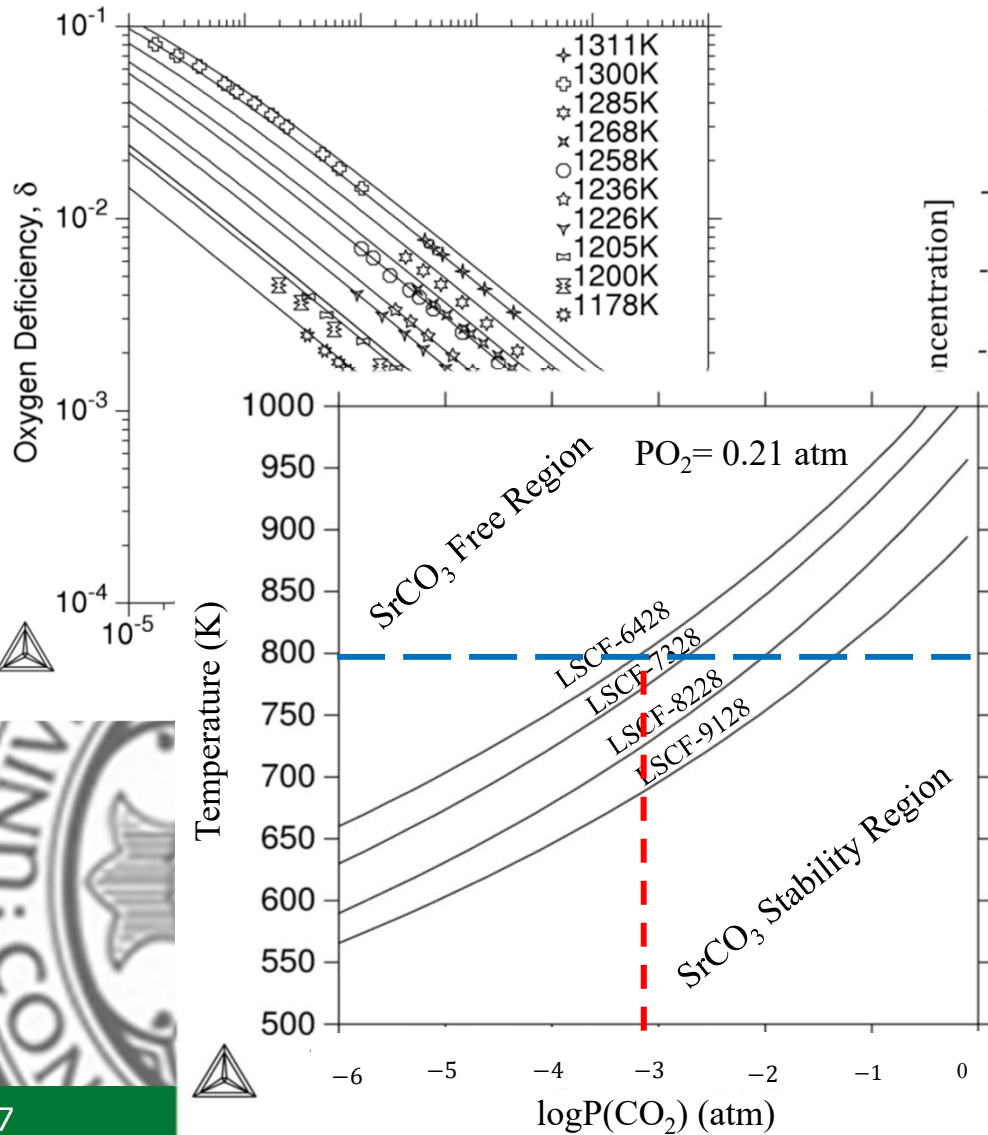 10-1
10-2
10-3
10-4
10-5
Oxygen Deficiency, δ
1311K
1300K
1285K
1268K
1258K
1236K
1226K
1205K
1200K
1178K
ncentration]
1000
950
900
850
800
750
700
650
600
550
500
Temperature (K)
PO2= 0.21 atm
SrCO3 Free Region
LSCF-6428
LSCF-7328
LSCF-8228
LSCF-9128
SrCO3 Stability Region
−6 −5 −4 −3 −2 −1 0
logP(CO2) (atm)
MIND: CON
7